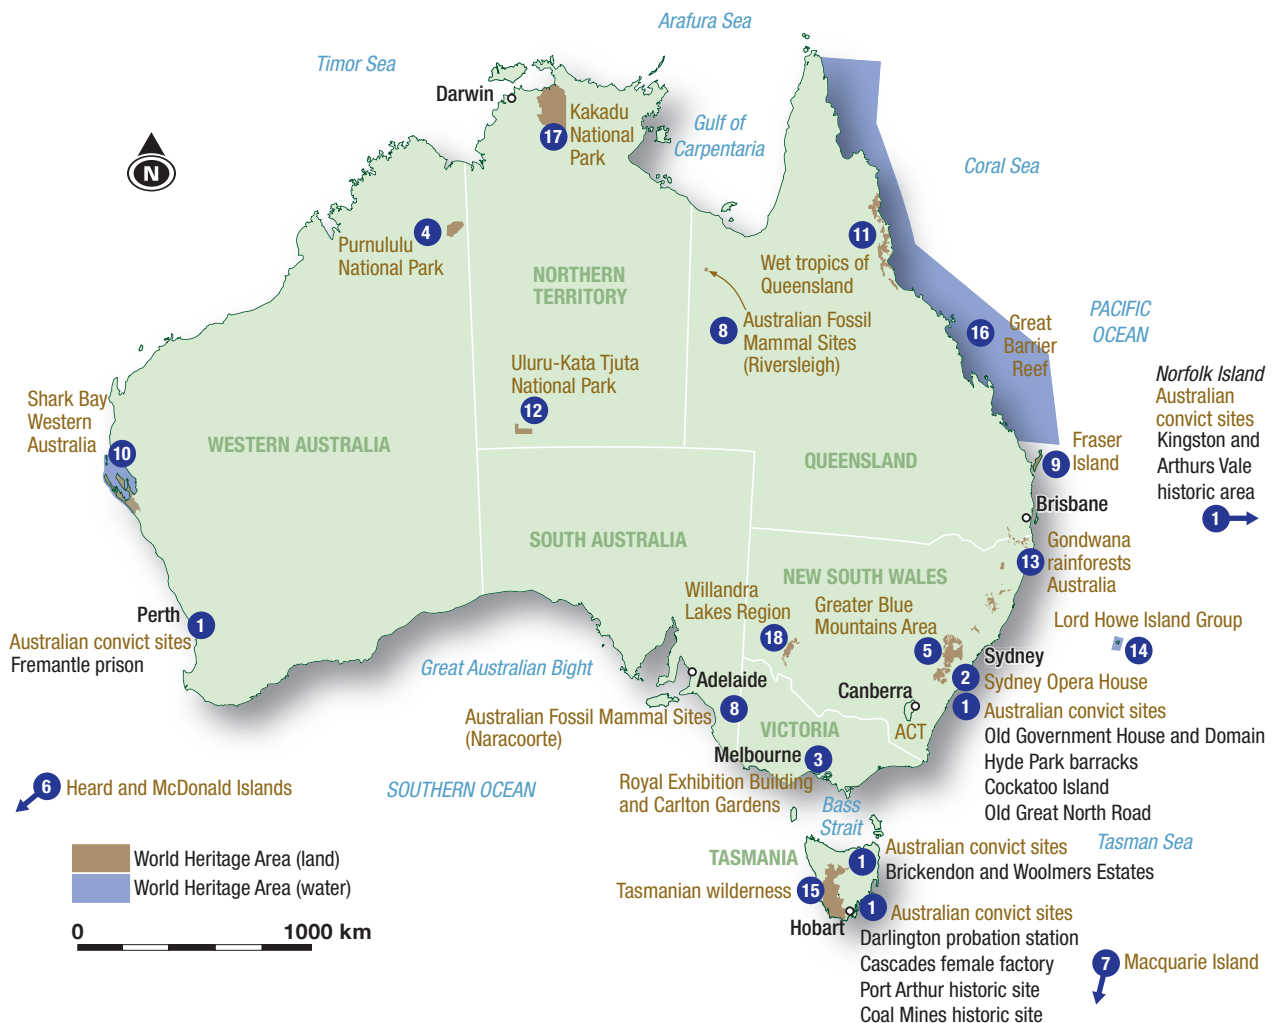 Arafura Sea
Timor Sea
Darwin
Kakadu
National
Park
17
Gulf of
Carpentaria
Coral Sea
N
4
Purnululu
National Park
11
Wet tropics of
Queensland
NORTHERN
TERRITORY
8
Australian Fossil
Mammal Sites
(Riversleigh)
16
Great
Barrier
Reef
PACIFIC
OCEAN
Uluru-Kata Tjuta
National Park
12
Norfolk Island
Australian
convict sites
Kingston and
Arthurs Vale
historic area
1
Shark Bay
Western
Australia
10
WESTERN AUSTRALIA
QUEENSLAND
Fraser
Island
9
Brisbane
SOUTH AUSTRALIA
Gondwana
rainforests
Australia
13
NEW SOUTH WALES
Willandra
Lakes Region
18
Greater Blue
Mountains Area
5
Lord Howe Island Group
14
Perth
1
Australian convict sites
Fremantle prison
Great Australian Bight
Adelaide
Sydney
2
Sydney Opera House
Canberra
1
Australian convict sites
Old Government House and Domain
Hyde Park barracks
Cockatoo Island
Old Great North Road
8
Australian Fossil Mammal Sites
(Naracoorte)
VICTORIA
ACT
Melbourne
3
Royal Exhibition Building
and Carlton Gardens
6
Heard and McDonald Islands
SOUTHERN OCEAN
Bass
Strait
Tasman Sea
World Heritage Area (land)
World Heritage Area (water)
TASMANIA
1
Australian convict sites
Brickendon and Woolmers Estates
Tasmanian wilderness
15
1
Australian convict sites
Hobart
Darlington probation station
Cascades female factory
Port Arthur historic site
Coal Mines historic site
0
1000 km
7
Macquarie Island